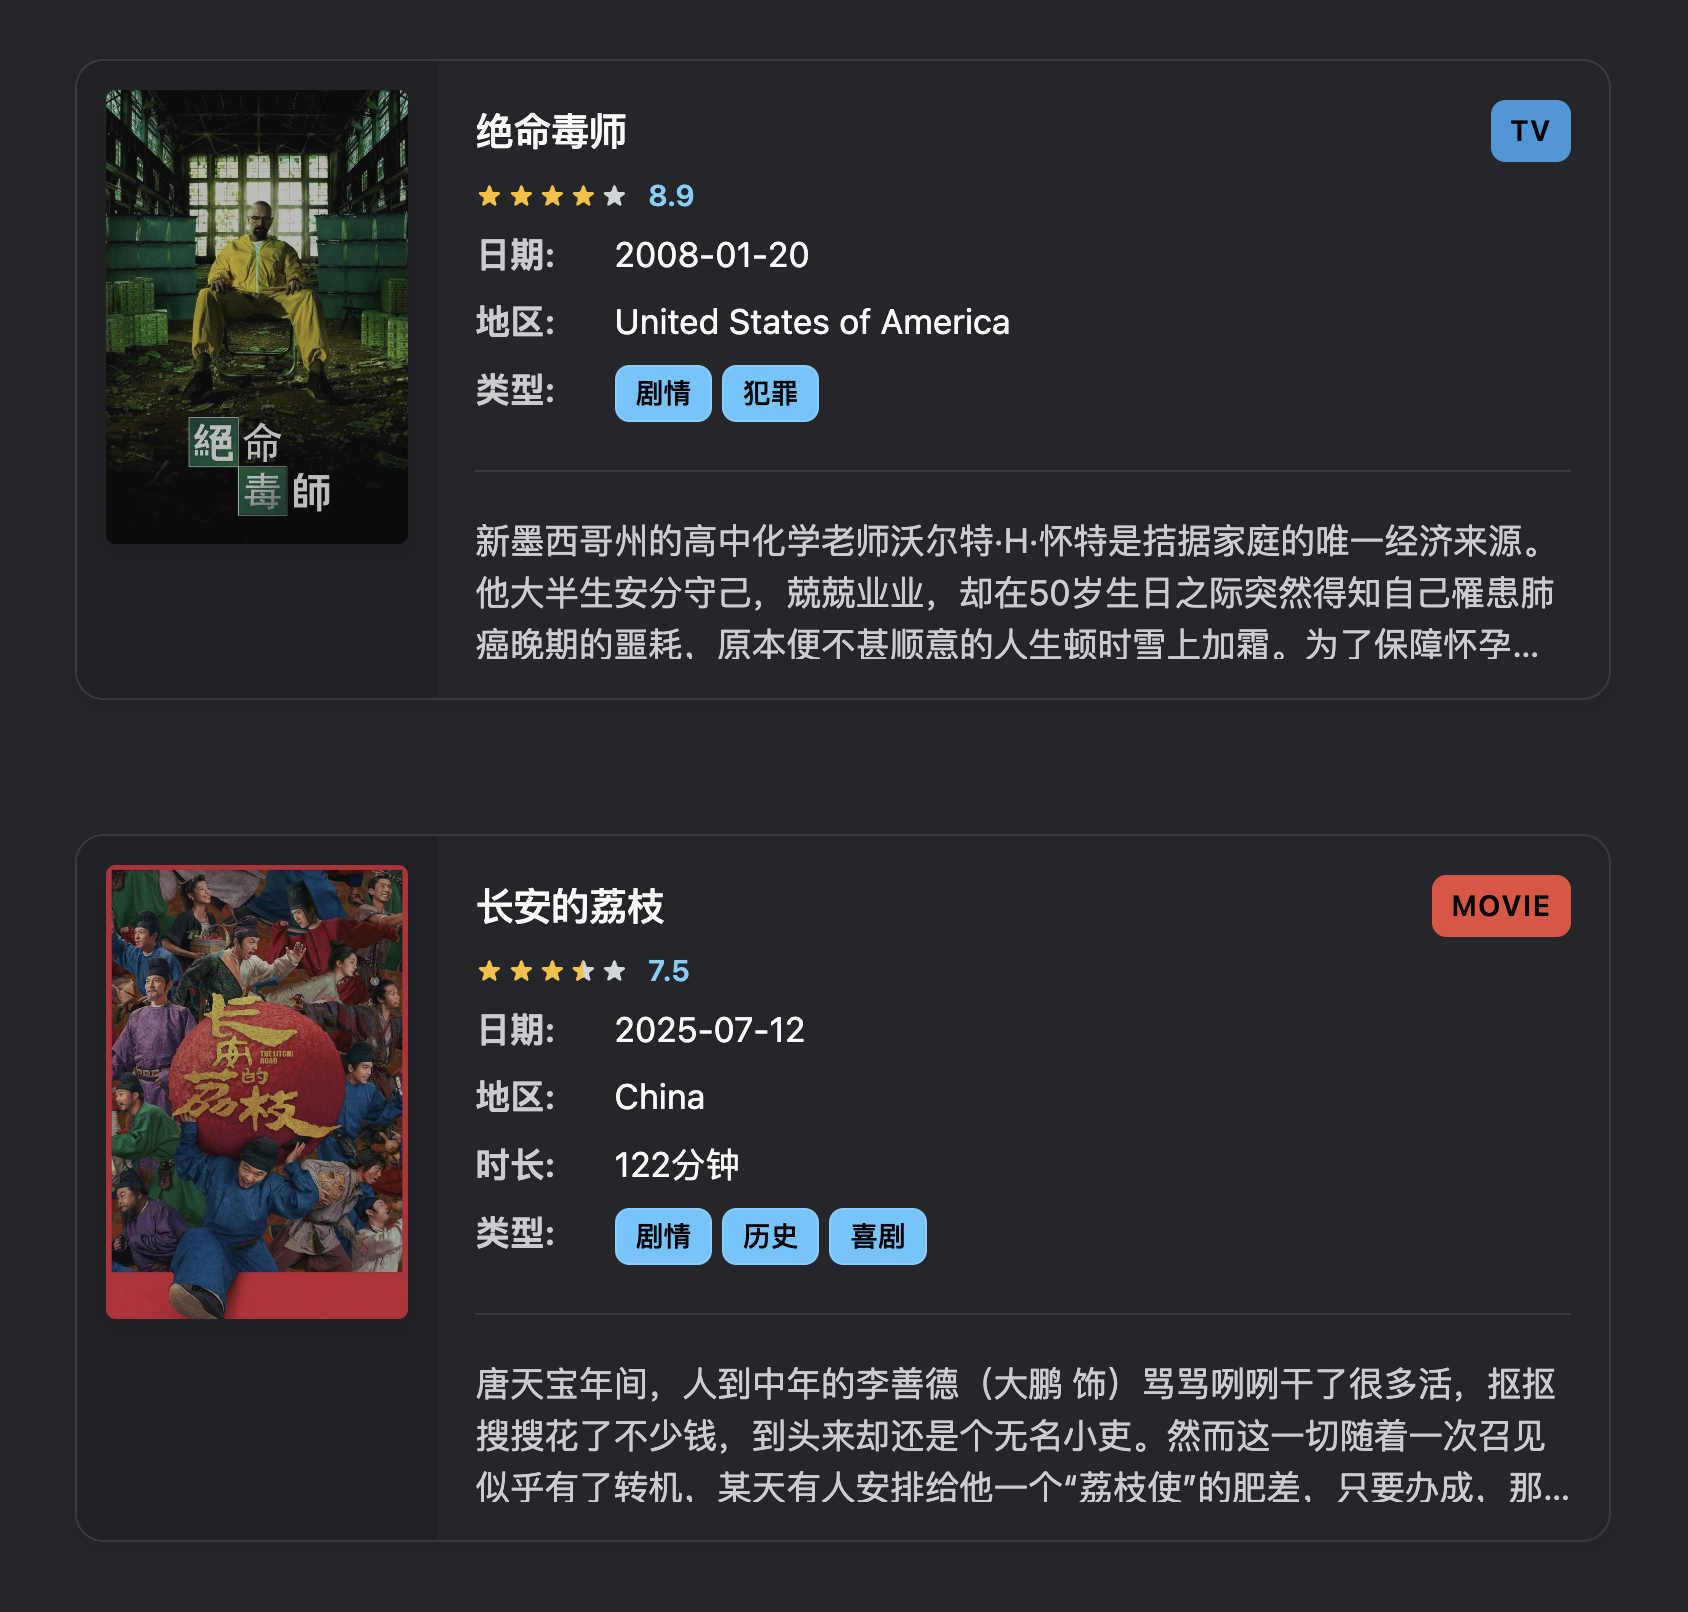 絕命
毒師
绝命毒师
TV
8.9
日期: 2008-01-20
地区: United States of America
类型: 剧情 犯罪
新墨西哥州的高中化学老师沃尔特·H·怀特是拮据家庭的唯一经济来源。
他大半生安分守己，兢兢业业，却在50岁生日之际突然得知自己罹患肺
癌晚期的噩耗，原本便不甚顺意的人生顿时雪上加霜。为了保障怀孕...
长安的荔枝
THE LITCHI
ROAD
长安的荔枝
MOVIE
7.5
日期: 2025-07-12
地区: China
时长: 122分钟
类型: 剧情 历史 喜剧
唐天宝年间，人到中年的李善德（大鹏 饰）骂骂咧咧干了很多活，抠抠
搜搜花了不少钱，到头来却还是个无名小吏。然而这一切随着一次召见
似乎有了转机，某天有人安排给他一个“荔枝使”的肥差，只要办成，那...